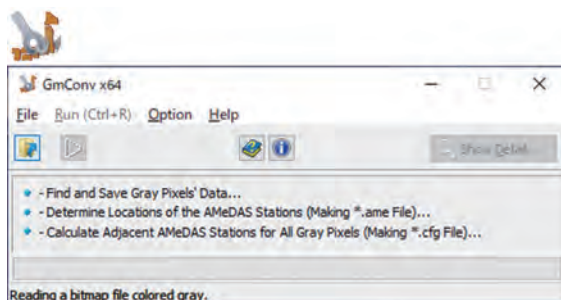 GmConv x64
File Run (Ctrl+R) Option Help
Show Detail...
- Find and Save Gray Pixels' Data...
- Determine Locations of the AMeDAS Stations (Making *.ame File)...
- Calculate Adjacent AMeDAS Stations for All Gray Pixels (Making *.cfg File)...
Reading a bitmap file colored gray.